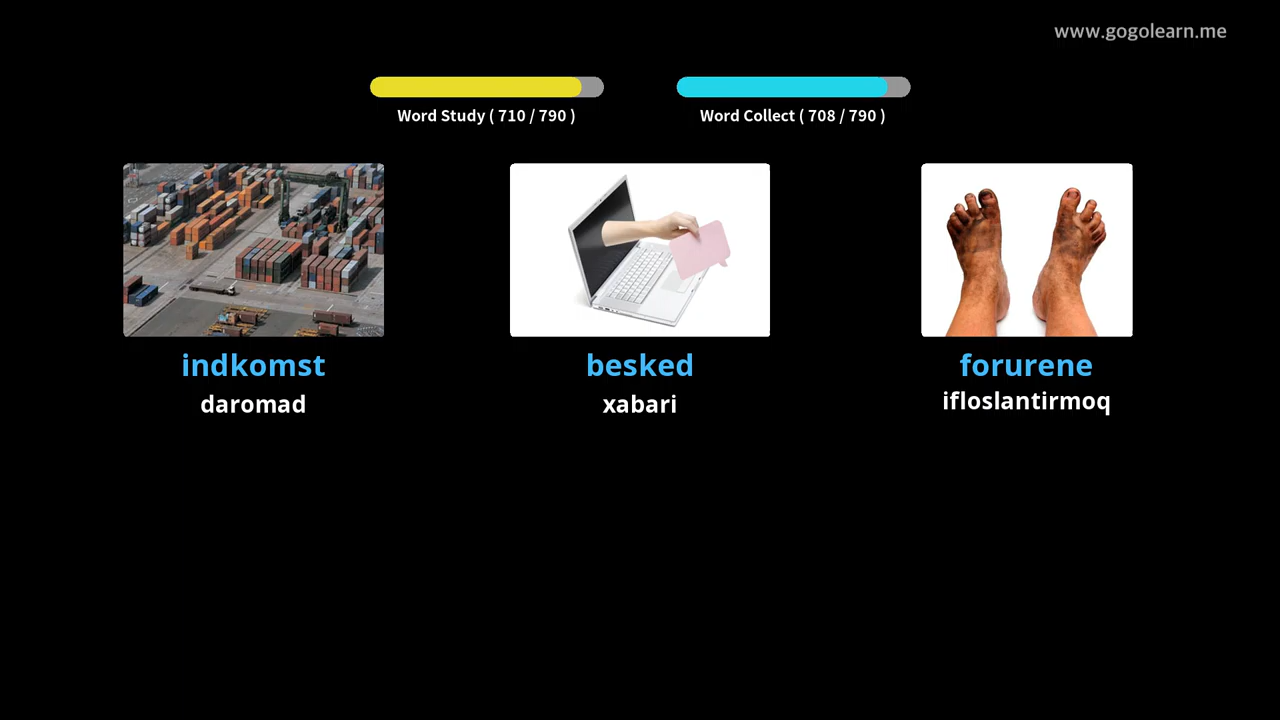 www.gogolearn.me
Word Study ( 710 / 790 )
Word Collect ( 708 / 790 )
indkomst
daromad
besked
xabari
forurene
ifloslantirmoq